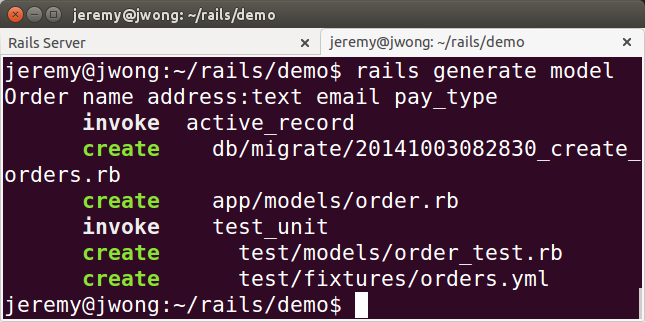 jeremy@jwong: ~/rails/demo
Rails Server × jeremy@jwong: ~/rails/demo ×
jeremy@jwong:~/rails/demo$ rails generate model
Order name address:text email pay_type
invoke active_record
create db/migrate/20141003082830_create_
orders.rb
create app/models/order.rb
invoke test_unit
create test/models/order_test.rb
create test/fixtures/orders.yml
jeremy@jwong:~/rails/demo$